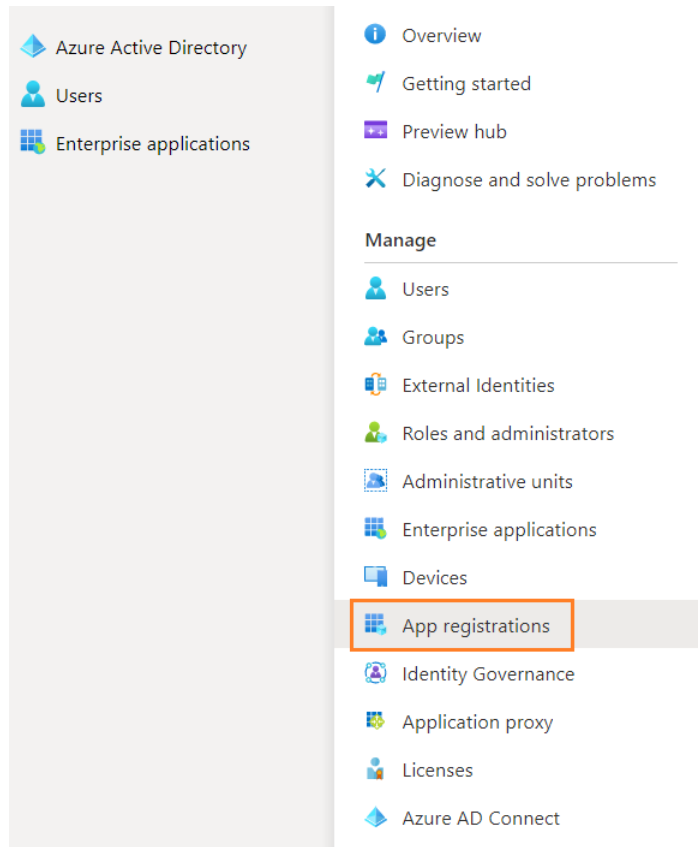 Azure Active Directory
Users
Enterprise applications
Overview
Getting started
Preview hub
Diagnose and solve problems
Manage
Users
Groups
External Identities
Roles and administrators
Administrative units
Enterprise applications
Devices
App registrations
Identity Governance
Application proxy
Licenses
Azure AD Connect